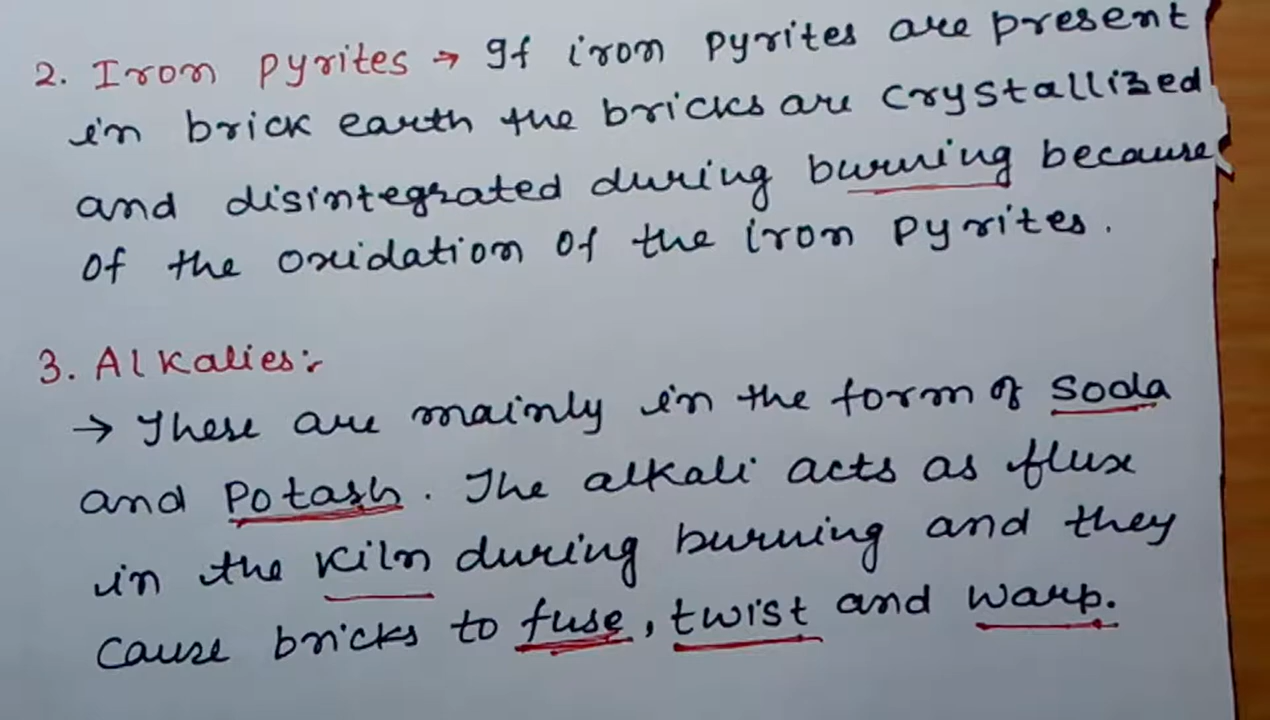 2. Iron pyrites → If iron pyrites are present
in brick earth the bricks are crystallized
and disintegrated during burning because
of the oxidation of the iron pyrites.
3. Alkalies:-
→ These are mainly in the form of soda
and Potash. The alkali acts as flux
in the kiln during burning and they
cause bricks to fuse, twist and warp.